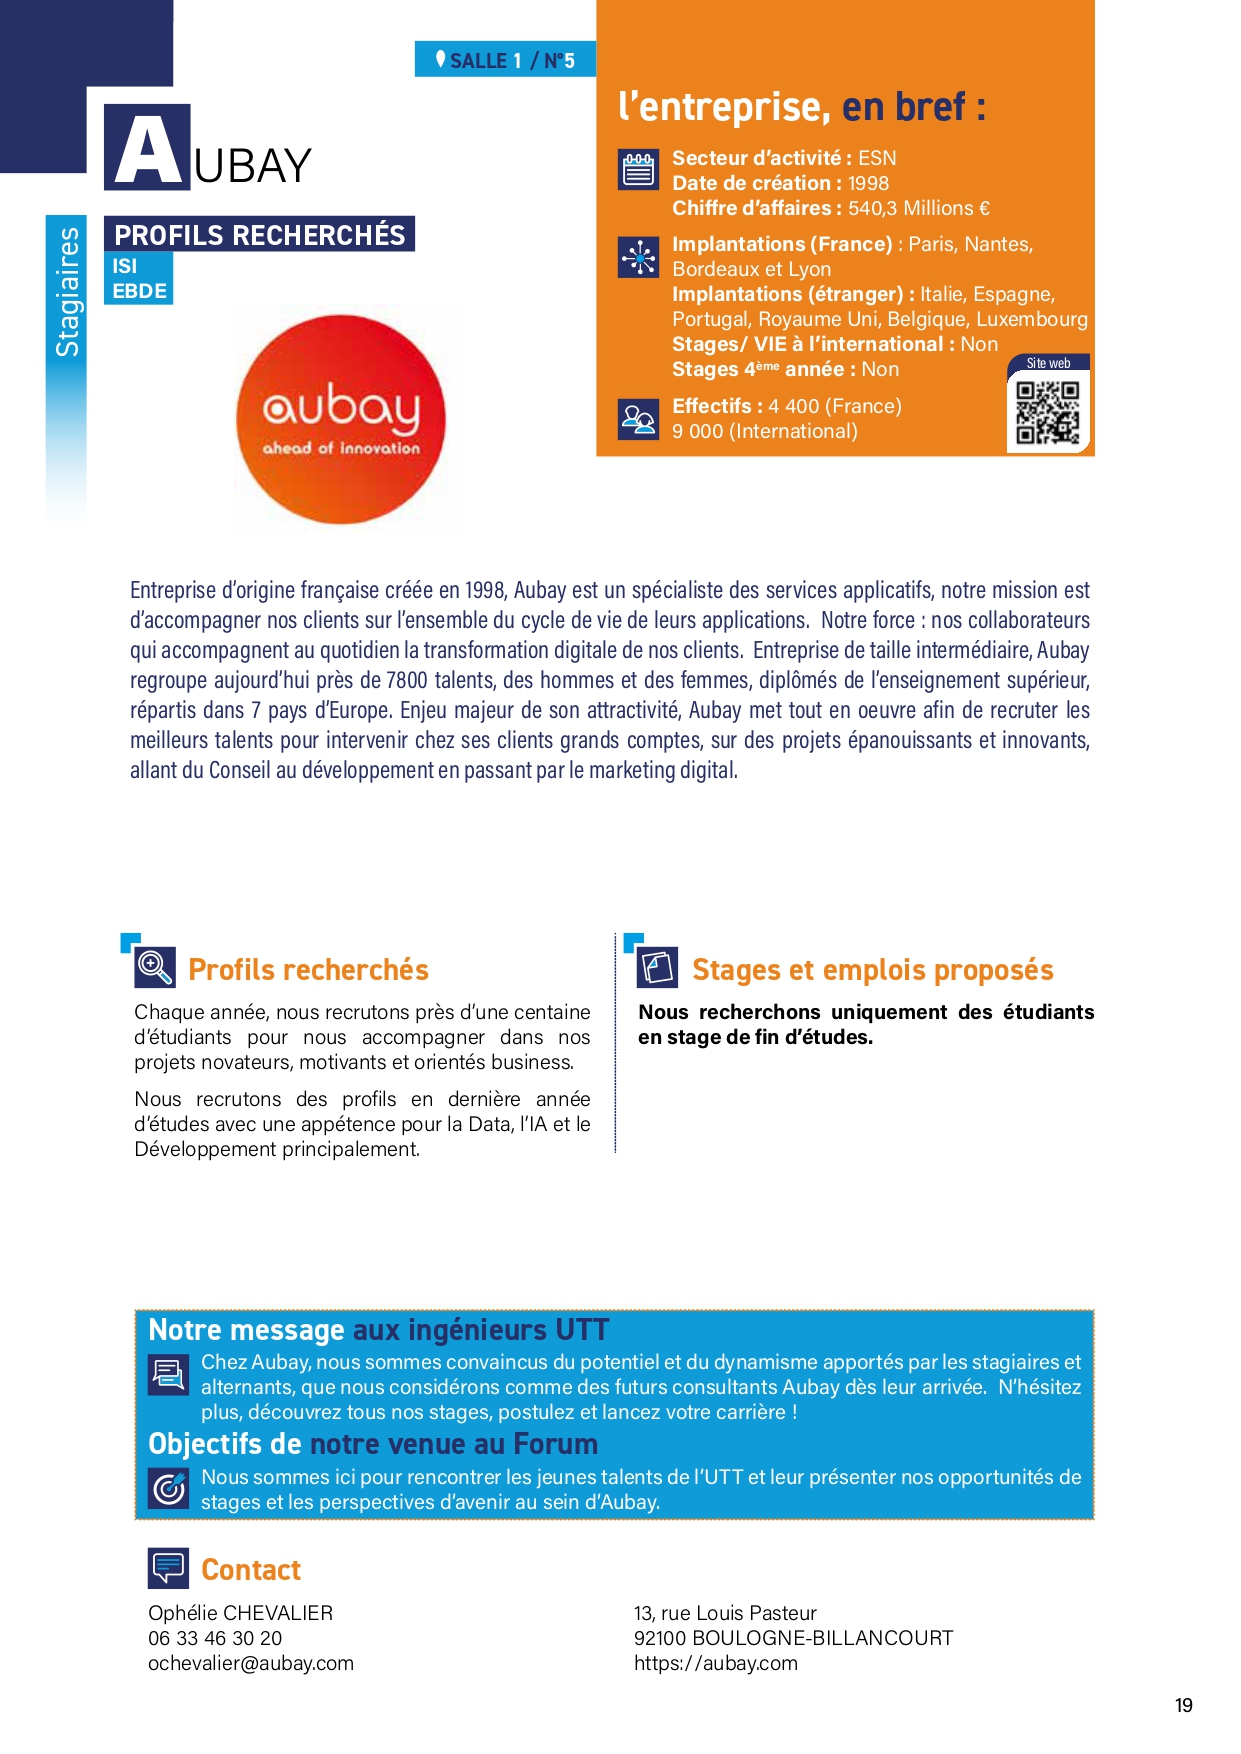 SALLE 1 / N°5
AUBAY
Stagiaires
PROFILS RECHERCHÉS
ISI
EBDE
aubay
ahead of innovation
l’entreprise, en bref :
Secteur d’activité : ESN
Date de création : 1998
Chiffre d’affaires : 540,3 Millions €
Implantations (France) : Paris, Nantes,
Bordeaux et Lyon
Implantations (étranger) : Italie, Espagne,
Portugal, Royaume Uni, Belgique, Luxembourg
Stages/ VIE à l’international : Non
Stages 4ème année : Non
Site web
Effectifs : 4 400 (France)
9 000 (International)
Entreprise d’origine française créée en 1998, Aubay est un spécialiste des services applicatifs, notre mission est
d’accompagner nos clients sur l’ensemble du cycle de vie de leurs applications. Notre force : nos collaborateurs
qui accompagnent au quotidien la transformation digitale de nos clients. Entreprise de taille intermédiaire, Aubay
regroupe aujourd’hui près de 7800 talents, des hommes et des femmes, diplômés de l’enseignement supérieur,
répartis dans 7 pays d’Europe. Enjeu majeur de son attractivité, Aubay met tout en oeuvre afin de recruter les
meilleurs talents pour intervenir chez ses clients grands comptes, sur des projets épanouissants et innovants,
allant du Conseil au développement en passant par le marketing digital.
Profils recherchés
Chaque année, nous recrutons près d’une centaine
d’étudiants pour nous accompagner dans nos
projets novateurs, motivants et orientés business.
Nous recrutons des profils en dernière année
d’études avec une appétence pour la Data, l’IA et le
Développement principalement.
Stages et emplois proposés
Nous recherchons uniquement des étudiants
en stage de fin d’études.
Notre message aux ingénieurs UTT
Chez Aubay, nous sommes convaincus du potentiel et du dynamisme apportés par les stagiaires et
alternants, que nous considérons comme des futurs consultants Aubay dès leur arrivée. N’hésitez
plus, découvrez tous nos stages, postulez et lancez votre carrière !
Objectifs de notre venue au Forum
Nous sommes ici pour rencontrer les jeunes talents de l’UTT et leur présenter nos opportunités de
stages et les perspectives d’avenir au sein d’Aubay.
Contact
Ophélie CHEVALIER
06 33 46 30 20
ochevalier@aubay.com
13, rue Louis Pasteur
92100 BOULOGNE-BILLANCOURT
https://aubay.com
19